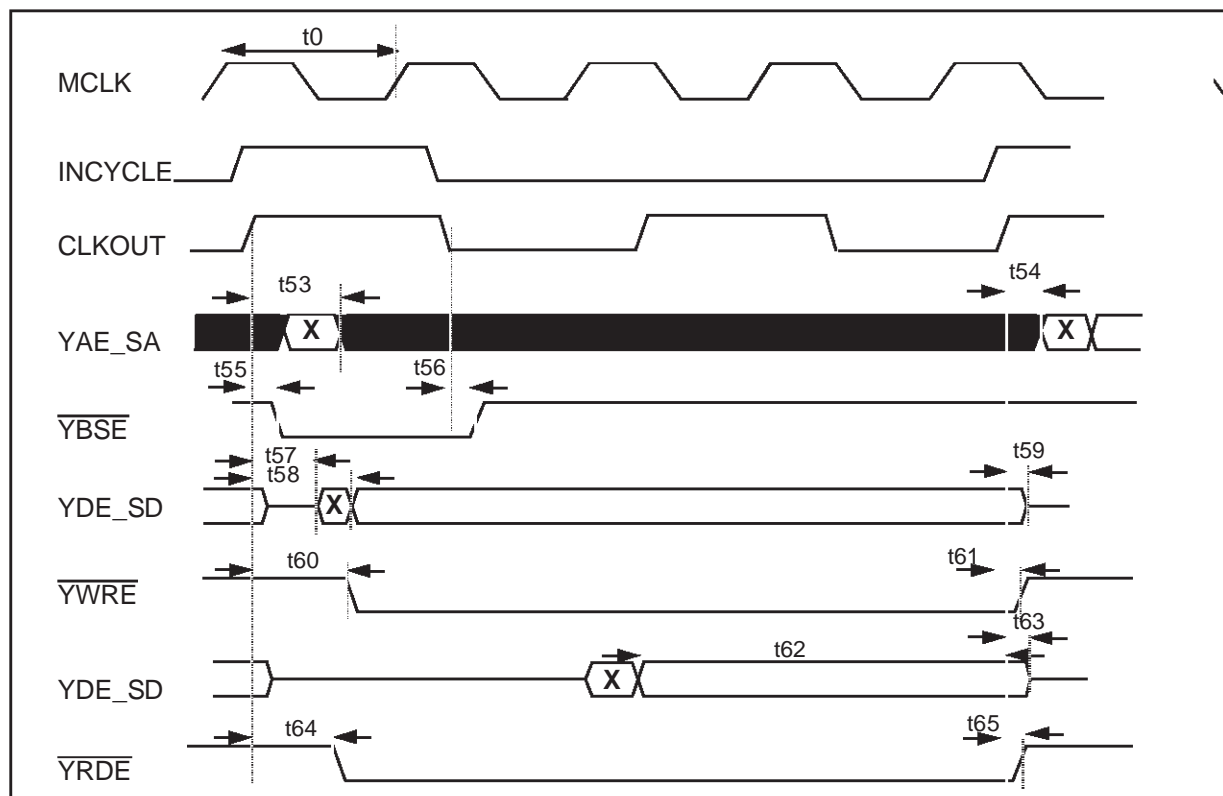 t0
MCLK
INCYCLE
CLKOUT
t53
t54
YAE_SA
X
X
t55
t56
YBSE
t57
t58
t59
YDE_SD
X
t60
t61
YWRE
t63
t62
YDE_SD
X
t64
t65
YRDE